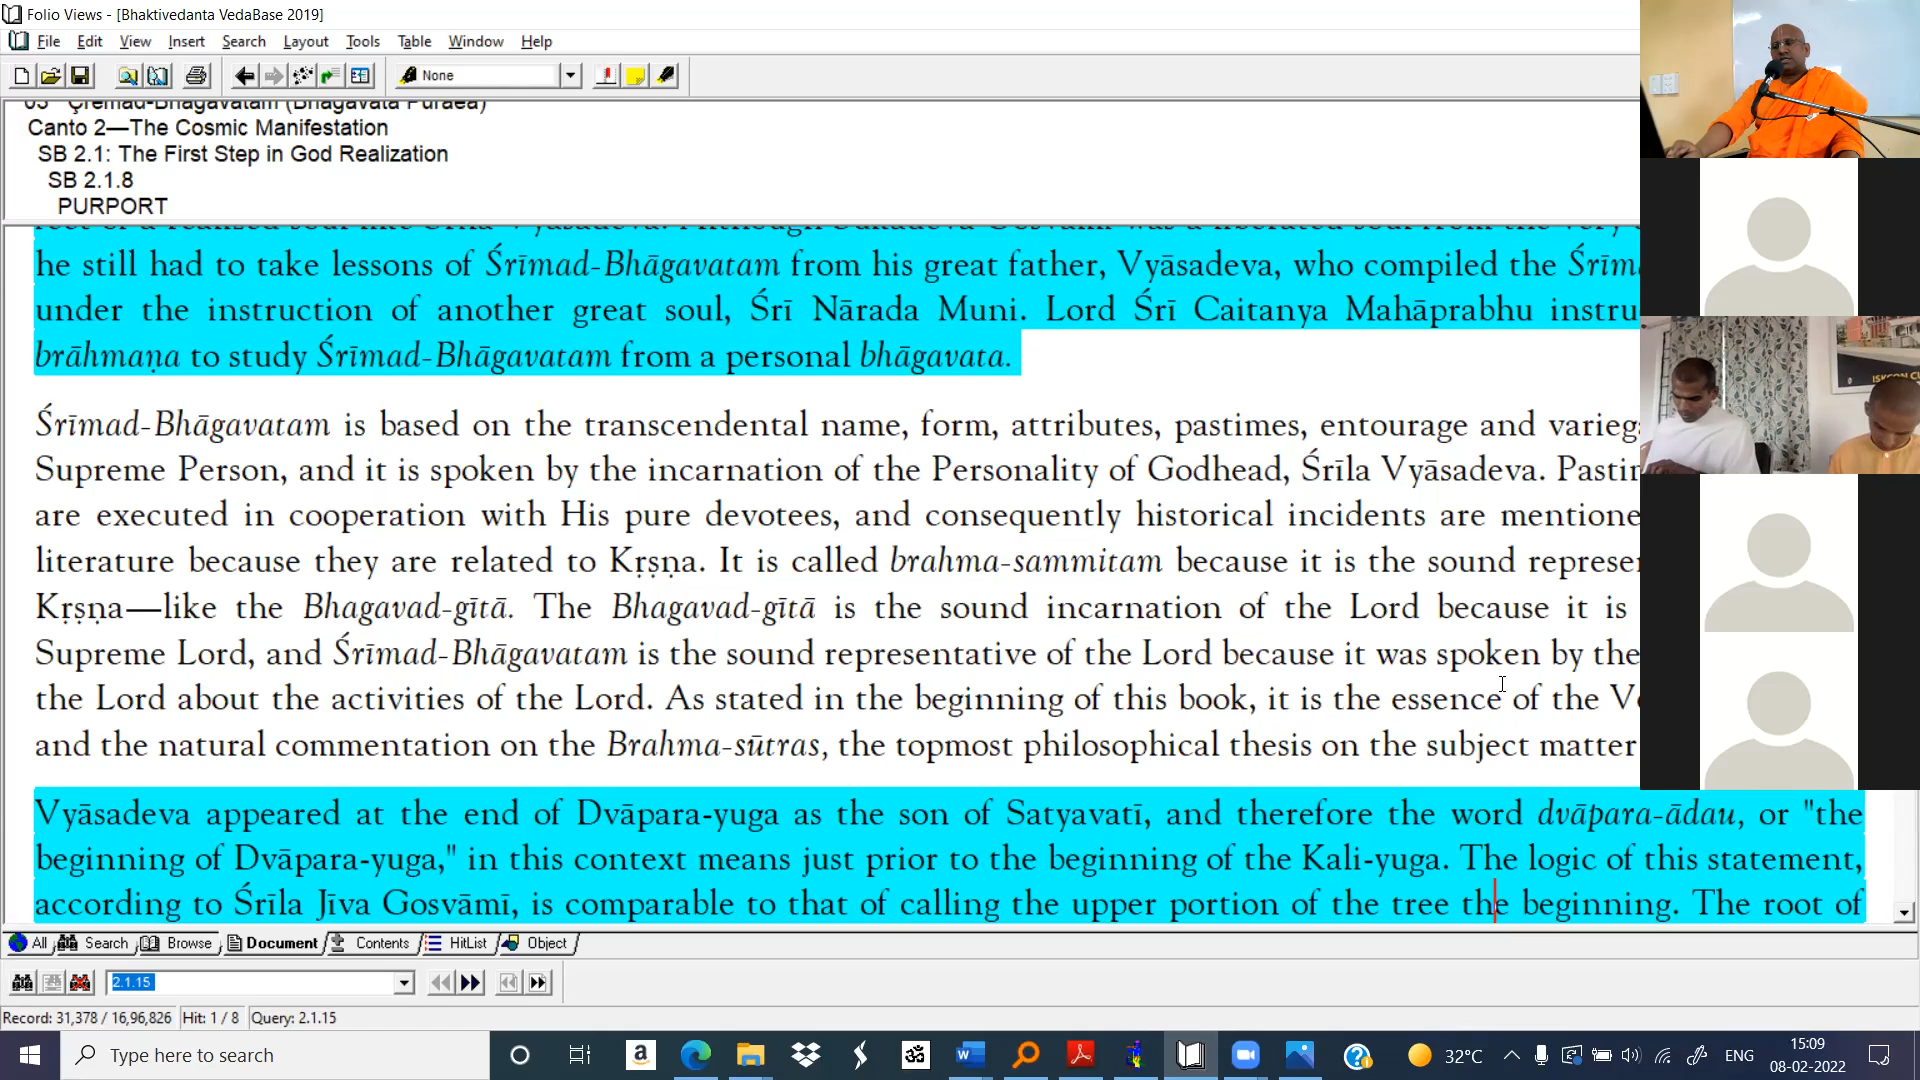 Folio Views - [Bhaktivedanta VedaBase 2019]
File Edit View Insert Search Layout Tools Table Window Help
None
03 Çrémad-Bhägavatam (Bhägavata Puräëa)
Canto 2—The Cosmic Manifestation
SB 2.1: The First Step in God Realization
SB 2.1.8
PURPORT
he still had to take lessons of Śrīmad-Bhāgavatam from his great father, Vyāsadeva, who compiled the
under the instruction of another great soul, Śrī Nārada Muni. Lord Śrī Caitanya Mahāprabhu
brāhmaṇa to study Śrīmad-Bhāgavatam from a personal bhāgavata.
Śrīmad-Bhāgavatam is based on the transcendental name, form, attributes, pastimes, entourage and
Supreme Person, and it is spoken by the incarnation of the Personality of Godhead, Śrīla Vyāsadeva.
are executed in cooperation with His pure devotees, and consequently historical incidents are
literature because they are related to Kṛṣṇa. It is called brahma-sammitam because it is the sound
Kṛṣṇa—like the Bhagavad-gītā. The Bhagavad-gītā is the sound incarnation of the Lord because it is
Supreme Lord, and Śrīmad-Bhāgavatam is the sound representative of the Lord because it was spoken by the
the Lord about the activities of the Lord. As stated in the beginning of this book, it is the essence of the
and the natural commentation on the Brahma-sūtras, the topmost philosophical thesis on the subject matter
Vyāsadeva appeared at the end of Dvāpara-yuga as the son of Satyavatī, and therefore the word dvāpara-ādau, or "the
beginning of Dvāpara-yuga," in this context means just prior to the beginning of the Kali-yuga. The logic of this statement,
according to Śrīla Jīva Gosvāmī, is comparable to that of calling the upper portion of the tree the beginning. The root of
All Search Browse Document Contents HitList Object
2.1.15
Record: 31,378 / 16,96,826 Hit: 1 / 8 Query: 2.1.15
Type here to search
32°C ENG 15:09
08-02-2022